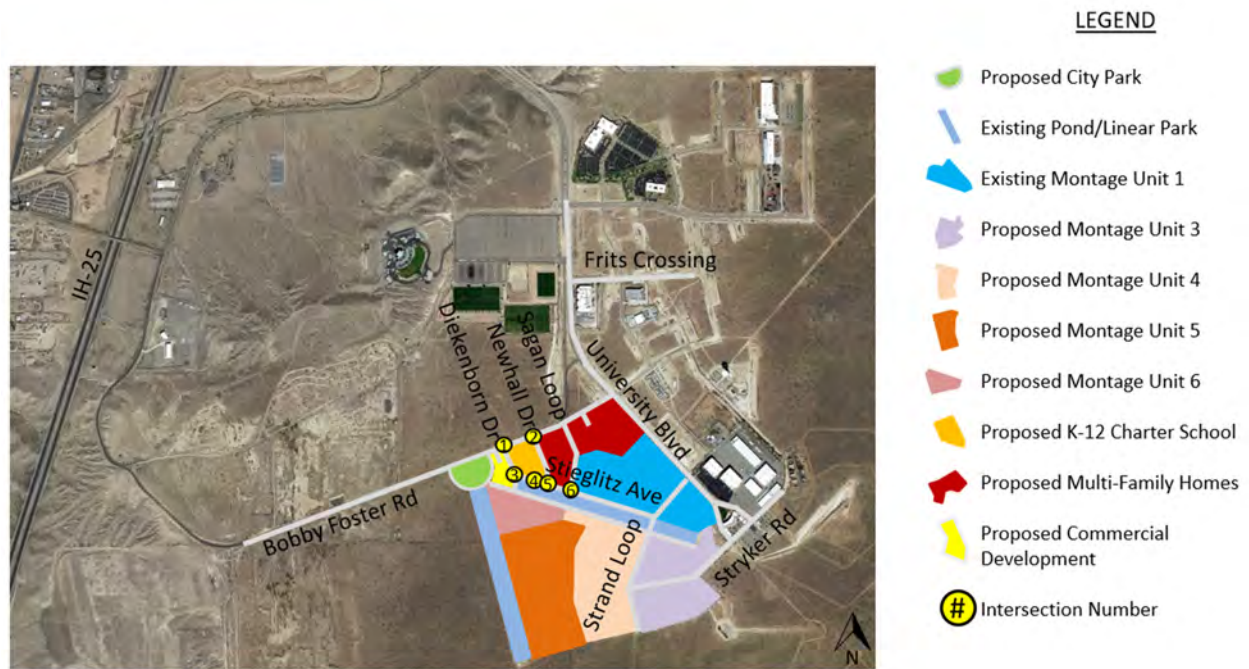 LEGEND
Proposed City Park
Existing Pond/Linear Park
Existing Montage Unit 1
Proposed Montage Unit 3
Proposed Montage Unit 4
Proposed Montage Unit 5
Proposed Montage Unit 6
Proposed K-12 Charter School
Proposed Multi-Family Homes
Proposed Commercial
Development
# Intersection Number
IH-25
Frits Crossing
Diekenborn Dr
Newhall Dr
Sagan Loop
University Blvd
1
2
3
4
5
6
Stieglitz Ave
Bobby Foster Rd
Strand Loop
Stryker Rd
N